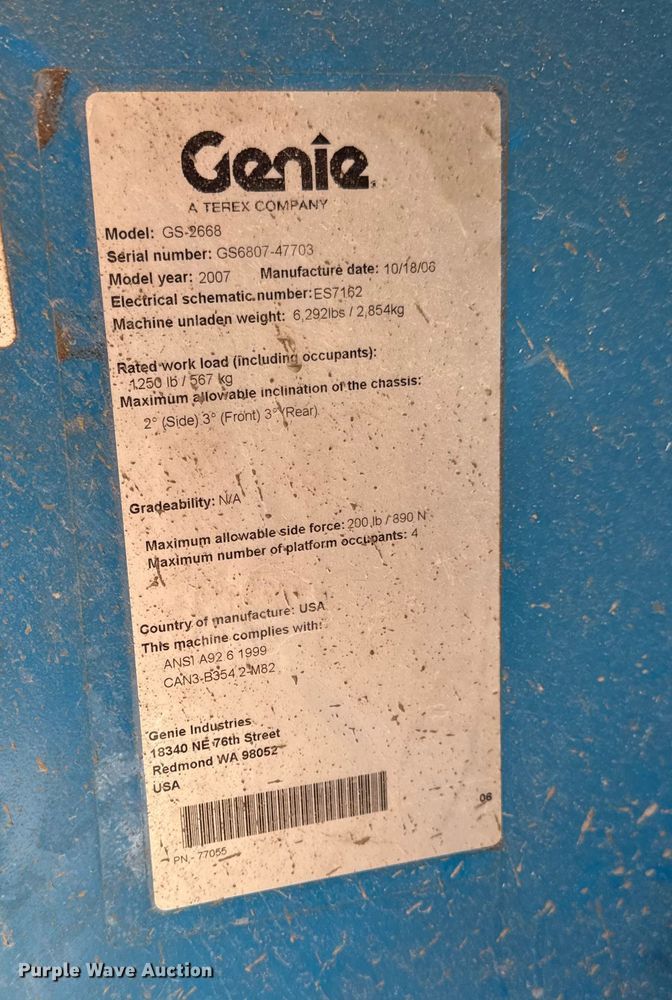 Genie
A TEREX COMPANY
Model: GS-2668
Serial number: GS6807-47703
Model year: 2007 Manufacture date: 10/18/06
Electrical schematic number: ES7162
Machine unladen weight: 6,292lbs / 2,854kg
Rated work load (including occupants):
1250 lb / 567 kg
Maximum allowable inclination of the chassis:
2° (Side) 3° (Front) 3° (Rear)
Gradeability: N/A
Maximum allowable side force: 200 lb / 890 N
Maximum number of platform occupants: 4
Country of manufacture: USA
This machine complies with:
ANSI A92 6 1999
CAN3-B354 2-M82
Genie Industries
18340 NE 76th Street
Redmond WA 98052
USA
06
PN - 77055
Purple Wave Auction